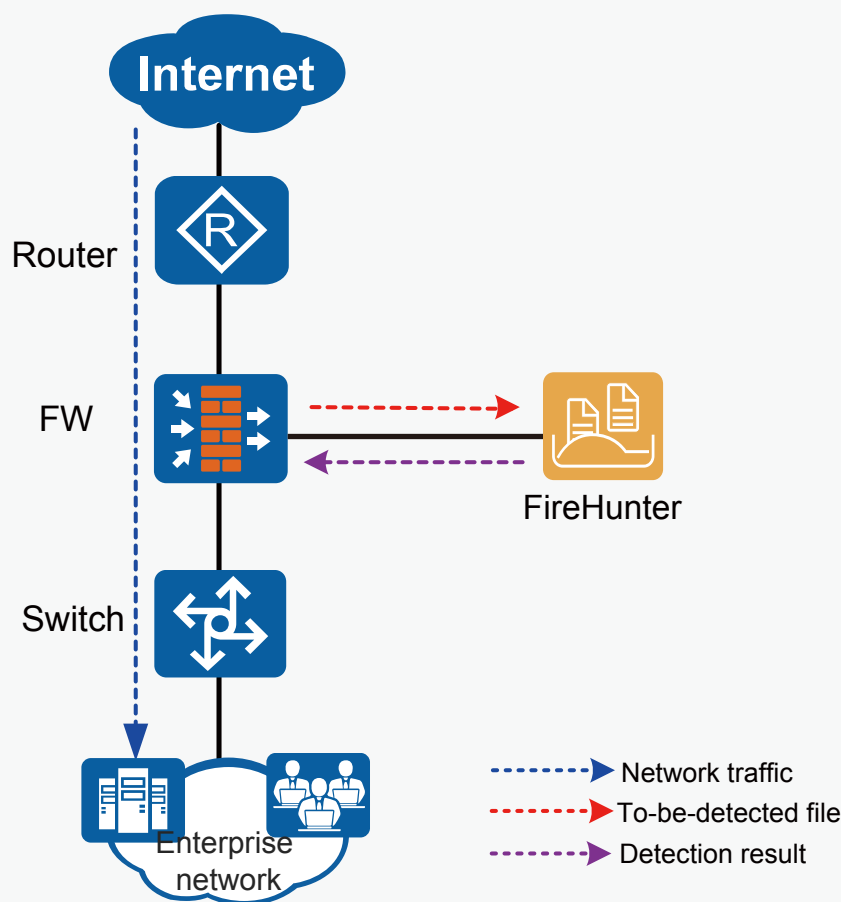 Internet
R
Router
FW
FireHunter
Switch
Enterprise
network
Network traffic
To-be-detected file
Detection result